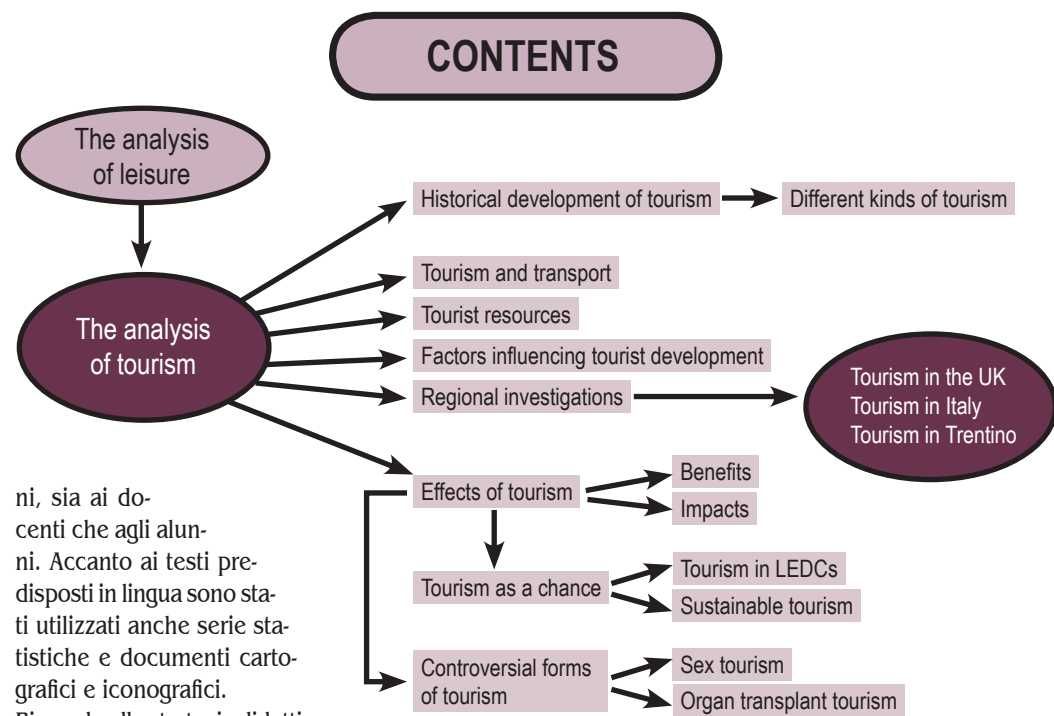 CONTENTS
The analysis
of leisure
The analysis
of tourism
Historical development of tourism
Different kinds of tourism
Tourism and transport
Tourist resources
Factors influencing tourist development
Regional investigations
Tourism in the UK
Tourism in Italy
Tourism in Trentino
Effects of tourism
Benefits
Impacts
Tourism as a chance
Tourism in LEDCs
Sustainable tourism
Controversial forms
of tourism
Sex tourism
Organ transplant tourism
ni, sia ai do-
centi che agli alun-
ni. Accanto ai testi pre-
disposti in lingua sono sta-
ti utilizzati anche serie sta-
tistiche e documenti carto-
grafici e iconografici.